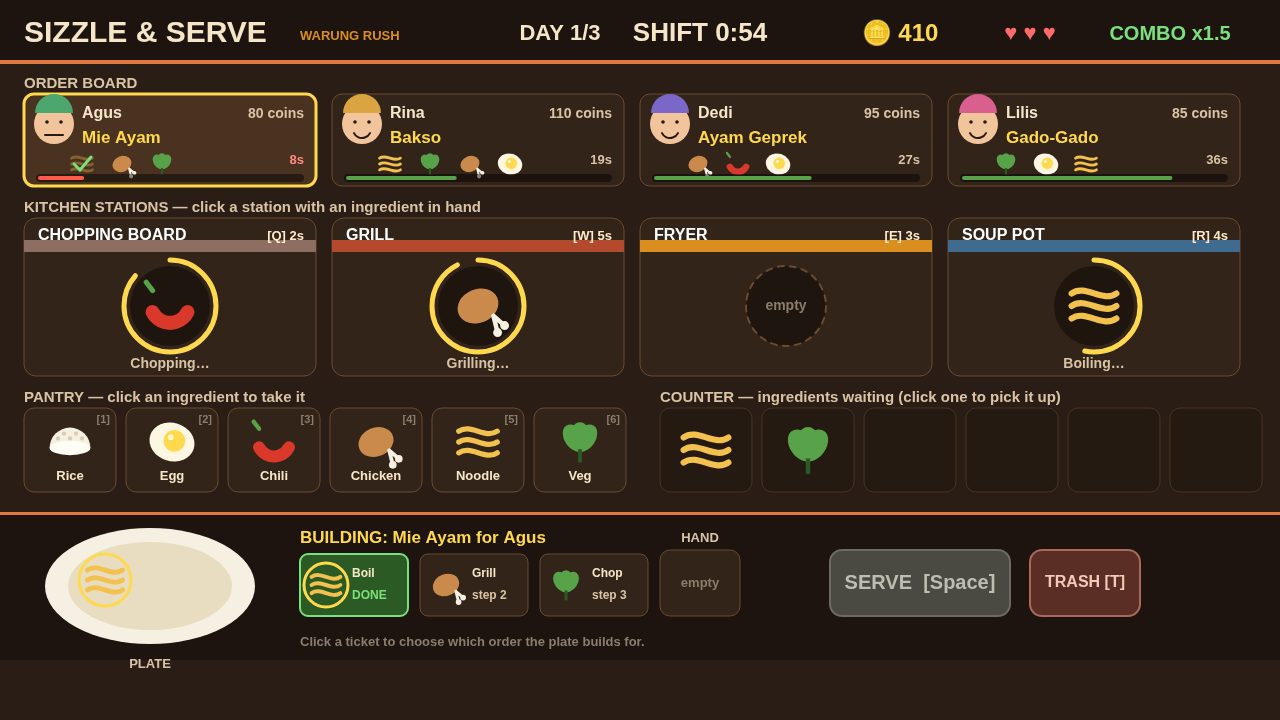 SIZZLE & SERVE
WARUNG RUSH
DAY 1/3
SHIFT 0:54
410
COMBO x1.5
ORDER BOARD
Agus
80 coins
Mie Ayam
8s
Rina
110 coins
Bakso
19s
Dedi
95 coins
Ayam Geprek
27s
Lilis
85 coins
Gado-Gado
36s
KITCHEN STATIONS — click a station with an ingredient in hand
CHOPPING BOARD
[Q] 2s
Chopping…
GRILL
[W] 5s
Grilling…
FRYER
[E] 3s
empty
SOUP POT
[R] 4s
Boiling…
PANTRY — click an ingredient to take it
[1]
Rice
[2]
Egg
[3]
Chili
[4]
Chicken
[5]
Noodle
[6]
Veg
COUNTER — ingredients waiting (click one to pick it up)
PLATE
BUILDING: Mie Ayam for Agus
Boil
DONE
Grill
step 2
Chop
step 3
HAND
empty
Click a ticket to choose which order the plate builds for.
SERVE [Space]
TRASH [T]